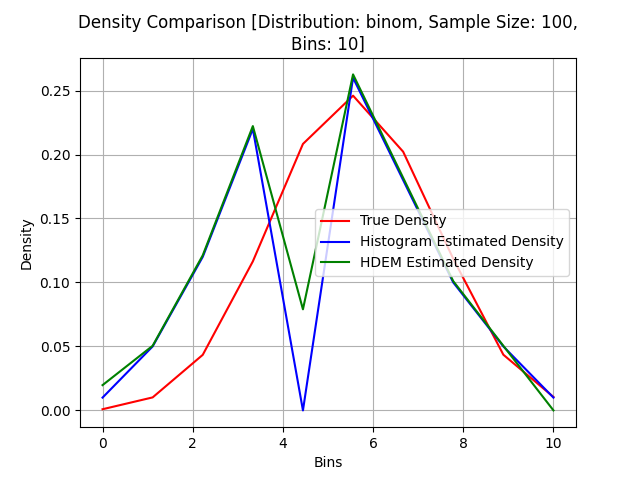 Density Comparison [Distribution: binom, Sample Size: 100,
Bins: 10]
0.25
0.20
0.15
0.10
0.05
0.00
Density
True Density
Histogram Estimated Density
HDEM Estimated Density
0 2 4 6 8 10
Bins